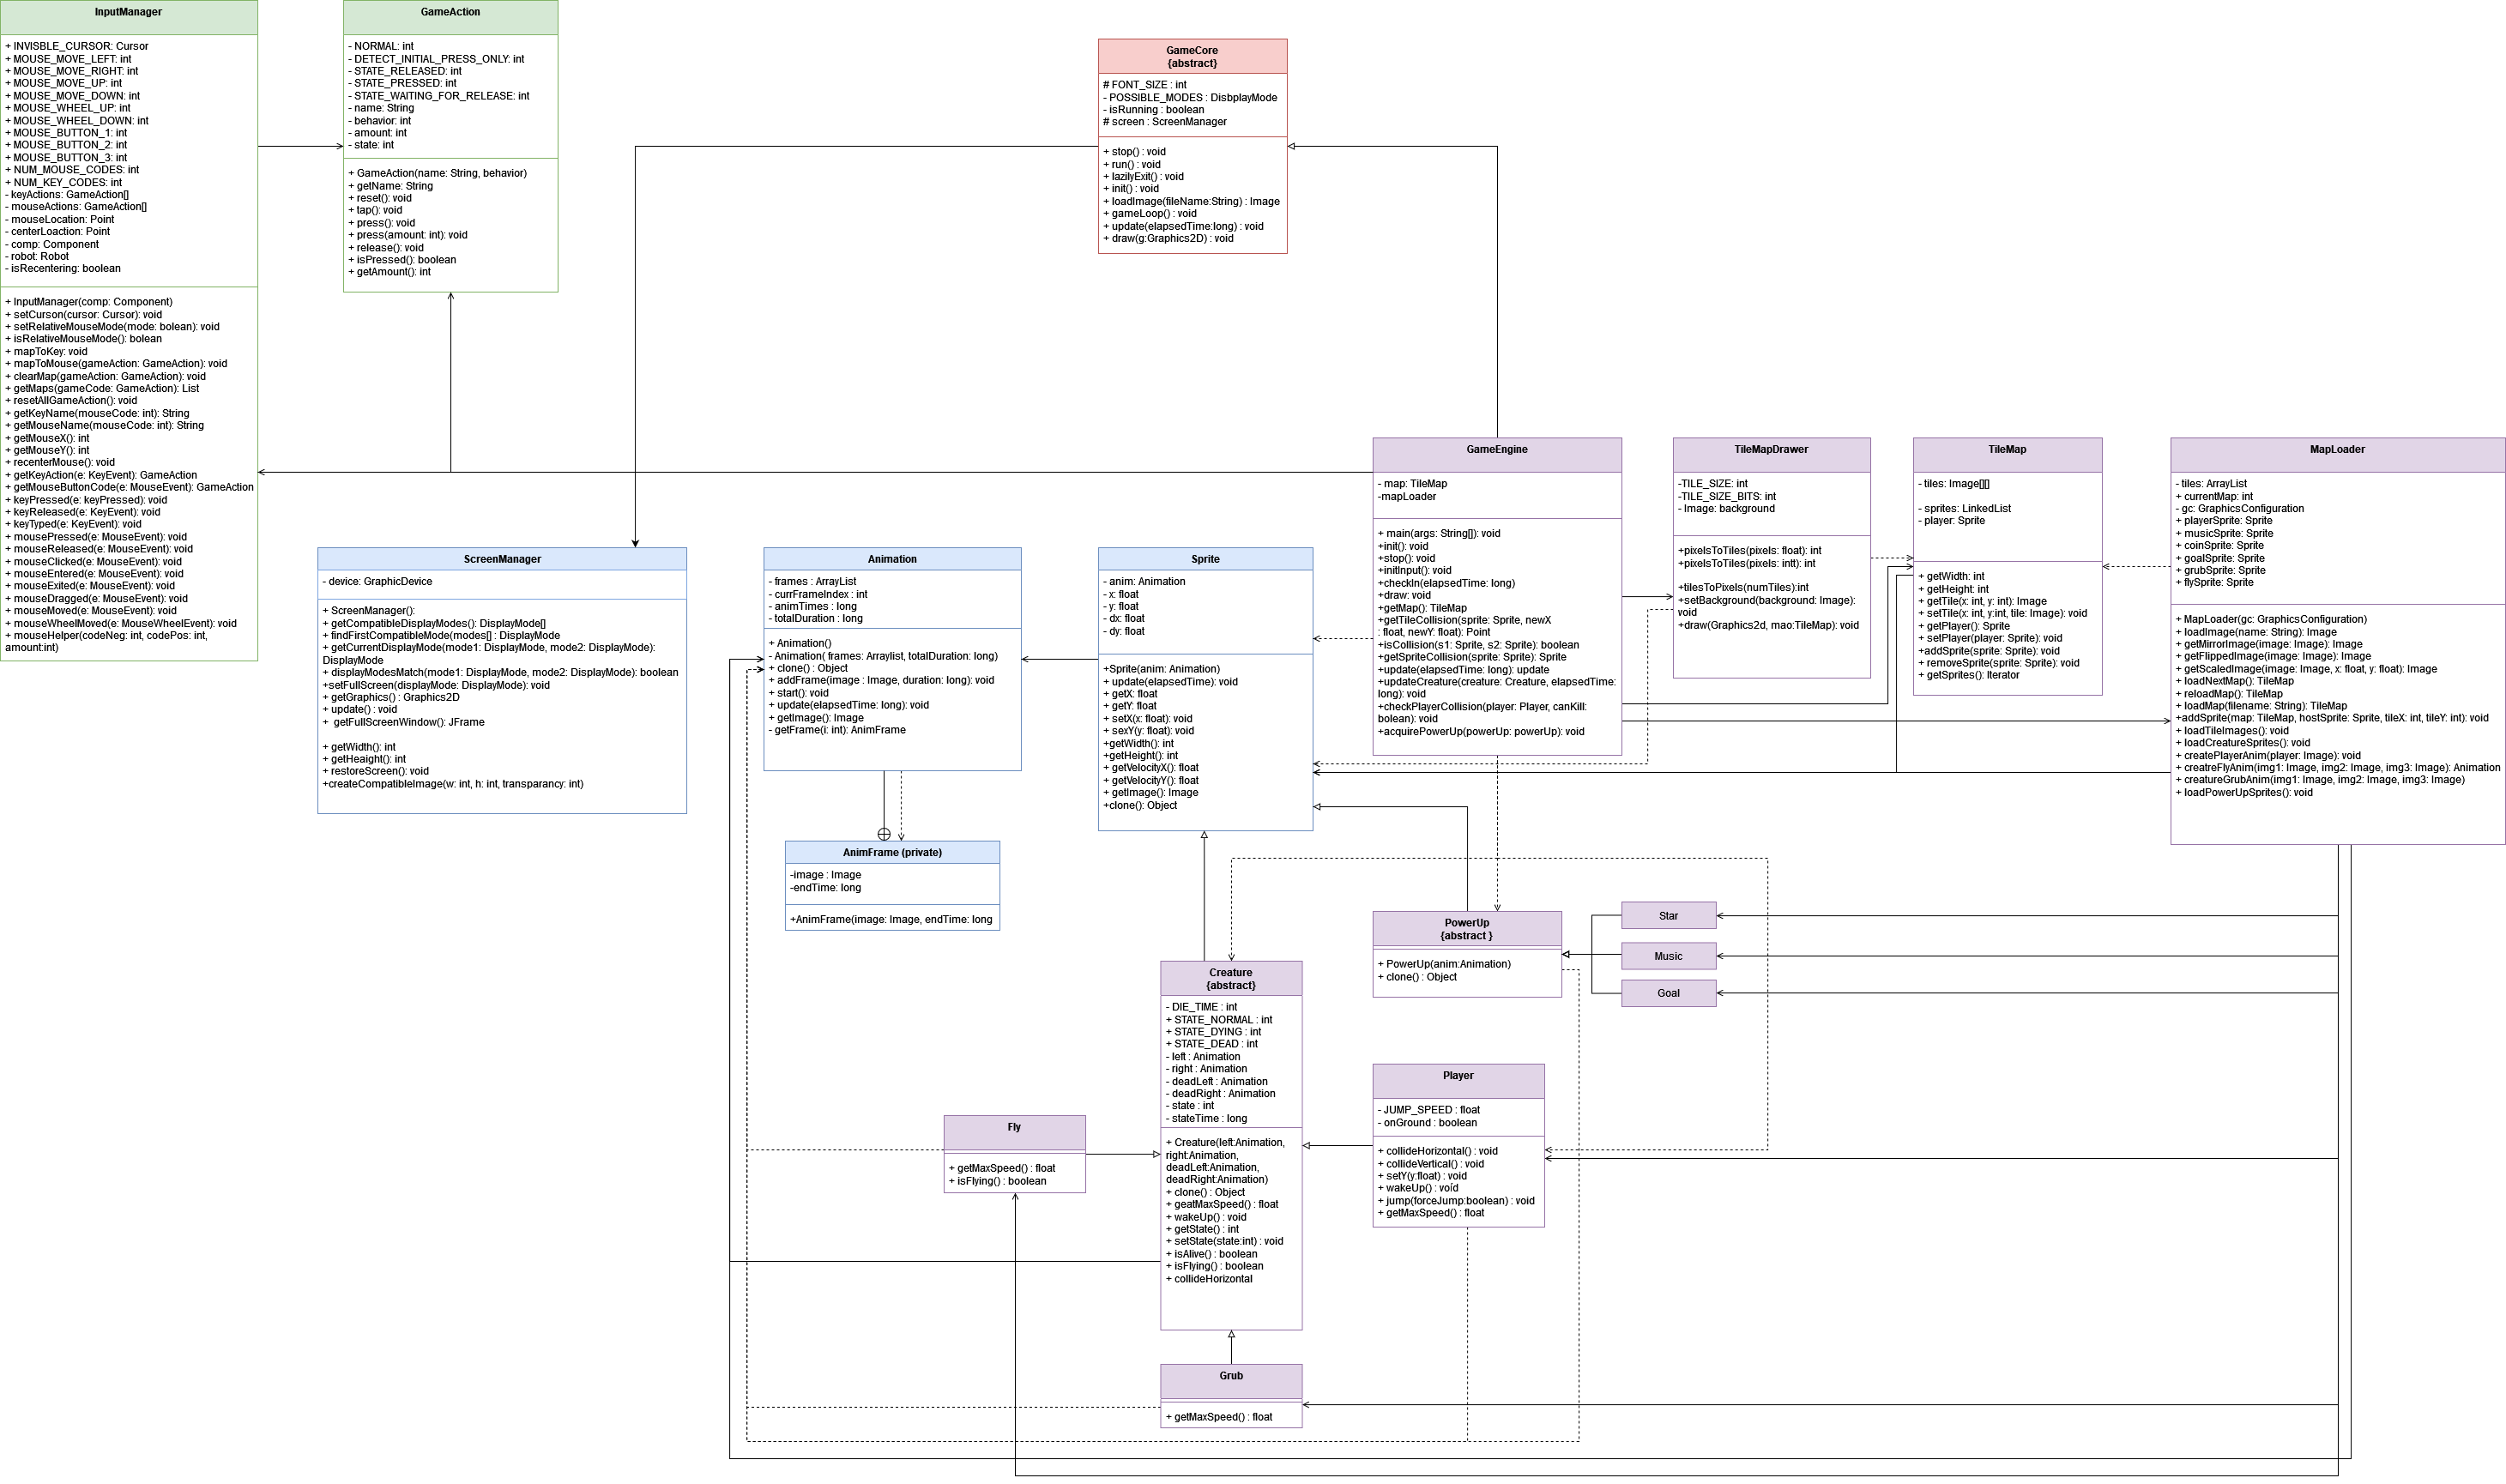 InputManager
+ INVISBLE_CURSOR: Cursor
+ MOUSE_MOVE_LEFT: int
+ MOUSE_MOVE_RIGHT: int
+ MOUSE_MOVE_UP: int
+ MOUSE_MOVE_DOWN: int
+ MOUSE_WHEEL_UP: int
+ MOUSE_WHEEL_DOWN: int
+ MOUSE_BUTTON_1: int
+ MOUSE_BUTTON_2: int
+ MOUSE_BUTTON_3: int
+ NUM_MOUSE_CODES: int
+ NUM_KEY_CODES: int
- keyActions: GameAction[]
- mouseActions: GameAction[]
- mouseLocation: Point
- centerLoaction: Point
- comp: Component
- robot: Robot
- isRecentering: boolean
+ InputManager(comp: Component)
+ setCurson(cursor: Cursor): void
+ setRelativeMouseMode(mode: bolean): void
+ isRelativeMouseMode(): bolean
+ mapToKey: void
+ mapToMouse(gameAction: GameAction): void
+ clearMap(gameAction: GameAction): void
+ getMaps(gameCode: GameAction): List
+ resetAllGameAction(): void
+ getKeyName(mouseCode: int): String
+ getMouseName(mouseCode: int): String
+ getMouseX(): int
+ getMouseY(): int
+ recenterMouse(): void
+ getKeyAction(e: KeyEvent): GameAction
+ getMouseButtonCode(e: MouseEvent): GameAction
+ keyPressed(e: keyPressed): void
+ keyReleased(e: KeyEvent): void
+ keyTyped(e: KeyEvent): void
+ mousePressed(e: MouseEvent): void
+ mouseReleased(e: MouseEvent): void
+ mouseClicked(e: MouseEvent): void
+ mouseEntered(e: MouseEvent): void
+ mouseExited(e: MouseEvent): void
+ mouseDragged(e: MouseEvent): void
+ mouseMoved(e: MouseEvent): void
+ mouseWheelMoved(e: MouseWheelEvent): void
+ mouseHelper(codeNeg: int, codePos: int,
amount:int)
GameAction
- NORMAL: int
- DETECT_INITIAL_PRESS_ONLY: int
- STATE_RELEASED: int
- STATE_PRESSED: int
- STATE_WAITING_FOR_RELEASE: int
- name: String
- behavior: int
- amount: int
- state: int
+ GameAction(name: String, behavior)
+ getName: String
+ reset(): void
+ tap(): void
+ press(): void
+ press(amount: int): void
+ release(): void
+ isPressed(): boolean
+ getAmount(): int
GameCore
{abstract}
# FONT_SIZE : int
- POSSIBLE_MODES : DisbplayMode
- isRunning : boolean
# screen : ScreenManager
+ stop() : void
+ run() : void
+ lazilyExit() : void
+ init() : void
+ loadImage(fileName:String) : Image
+ gameLoop() : void
+ update(elapsedTime:long) : void
+ draw(g:Graphics2D) : void
ScreenManager
- device: GraphicDevice
+ ScreenManager():
+ getCompatibleDisplayModes(): DisplayMode[]
+ findFirstCompatibleMode(modes[] : DisplayMode
+ getCurrentDisplayMode(mode1: DisplayMode, mode2: DisplayMode):
DisplayMode
+ displayModesMatch(mode1: DisplayMode, mode2: DisplayMode): boolean
+setFullScreen(displayMode: DisplayMode): void
+ getGraphics() : Graphics2D
+ update() : void
+ getFullScreenWindow(): JFrame
+ getWidth(): int
+ getHeaight(): int
+ restoreScreen(): void
+createCompatibleImage(w: int, h: int, transparancy: int)
Animation
- frames : ArrayList
- currFrameIndex : int
- animTimes : long
- totalDuration : long
+ Animation()
- Animation( frames: Arraylist, totalDuration: long)
+ clone() : Object
+ addFrame(image : Image, duration: long): void
+ start(): void
+ update(elapsedTime: long): void
+ getImage(): Image
- getFrame(i: int): AnimFrame
AnimFrame (private)
-image : Image
-endTime: long
+AnimFrame(image: Image, endTime: long
Sprite
- anim: Animation
- x: float
- y: float
- dx: float
- dy: float
+Sprite(anim: Animation)
+ update(elapsedTime): void
+ getX: float
+ getY: float
+ setX(x: float): void
+ sexY(y: float): void
+getWidth(): int
+getHeight(): int
+ getVelocityX(): float
+ getVelocityY(): float
+ getImage(): Image
+clone(): Object
GameEngine
- map: TileMap
-mapLoader
+ main(args: String[]): void
+init(): void
+stop(): void
+initInput(): void
+checkIn(elapsedTime: long)
+draw: void
+getMap(): TileMap
+getTileCollision(sprite: Sprite, newX
: float, newY: float): Point
+isCollision(s1: Sprite, s2: Sprite): boolean
+getSpriteCollision(sprite: Sprite): Sprite
+update(elapsedTime: long): update
+updateCreature(creature: Creature, elapsedTime:
long): void
+checkPlayerCollision(player: Player, canKill:
bolean): void
+acquirePowerUp(powerUp: powerUp): void
TileMapDrawer
-TILE_SIZE: int
-TILE_SIZE_BITS: int
- Image: background
+pixelsToTiles(pixels: float): int
+pixelsToTiles(pixels: intt): int
+tilesToPixels(numTiles):int
+setBackground(background: Image):
void
+draw(Graphics2d, mao:TileMap): void
TileMap
- tiles: Image[][]
- sprites: LinkedList
- player: Sprite
+ getWidth: int
+ getHeight: int
+ getTile(x: int, y: int): Image
+ setTile(x: int, y:int, tile: Image): void
+ getPlayer(): Sprite
+ setPlayer(player: Sprite): void
+addSprite(sprite: Sprite): void
+ removeSprite(sprite: Sprite): void
+ getSprites(): Iterator
MapLoader
- tiles: ArrayList
+ currentMap: int
- gc: GraphicsConfiguration
+ playerSprite: Sprite
+ musicSprite: Sprite
+ coinSprite: Sprite
+ goalSprite: Sprite
+ grubSprite: Sprite
+ flySprite: Sprite
+ MapLoader(gc: GraphicsConfiguration)
+ loadImage(name: String): Image
+ getMirrorImage(image: Image): Image
+ getFlippedImage(image: Image): Image
+ getScaledImage(image: Image, x: float, y: float): Image
+ loadNextMap(): TileMap
+ reloadMap(): TileMap
+ loadMap(filename: String): TileMap
+addSprite(map: TileMap, hostSprite: Sprite, tileX: int, tileY: int): void
+ loadTileImages(): void
+ loadCreatureSprites(): void
+ createPlayerAnim(player: Image): void
+ creatreFlyAnim(img1: Image, img2: Image, img3: Image): Animation
+ creatureGrubAnim(img1: Image, img2: Image, img3: Image)
+ loadPowerUpSprites(): void
PowerUp
{abstract }
+ PowerUp(anim:Animation)
+ clone() : Object
Star
Music
Goal
Creature
{abstract}
- DIE_TIME : int
+ STATE_NORMAL : int
+ STATE_DYING : int
+ STATE_DEAD : int
- left : Animation
- right : Animation
- deadLeft : Animation
- deadRight : Animation
- state : int
- stateTime : long
+ Creature(left:Animation,
right:Animation,
deadLeft:Animation,
deadRight:Animation)
+ clone() : Object
+ geatMaxSpeed() : float
+ wakeUp() : void
+ getState() : int
+ setState(state:int) : void
+ isAlive() : boolean
+ isFlying() : boolean
+ collideHorizontal
Player
- JUMP_SPEED : float
- onGround : boolean
+ collideHorizontal() : void
+ collideVertical() : void
+ setY(y:float) : void
+ wakeUp() : void
+ jump(forceJump:boolean) : void
+ getMaxSpeed() : float
Fly
+ getMaxSpeed() : float
+ isFlying() : boolean
Grub
+ getMaxSpeed() : float